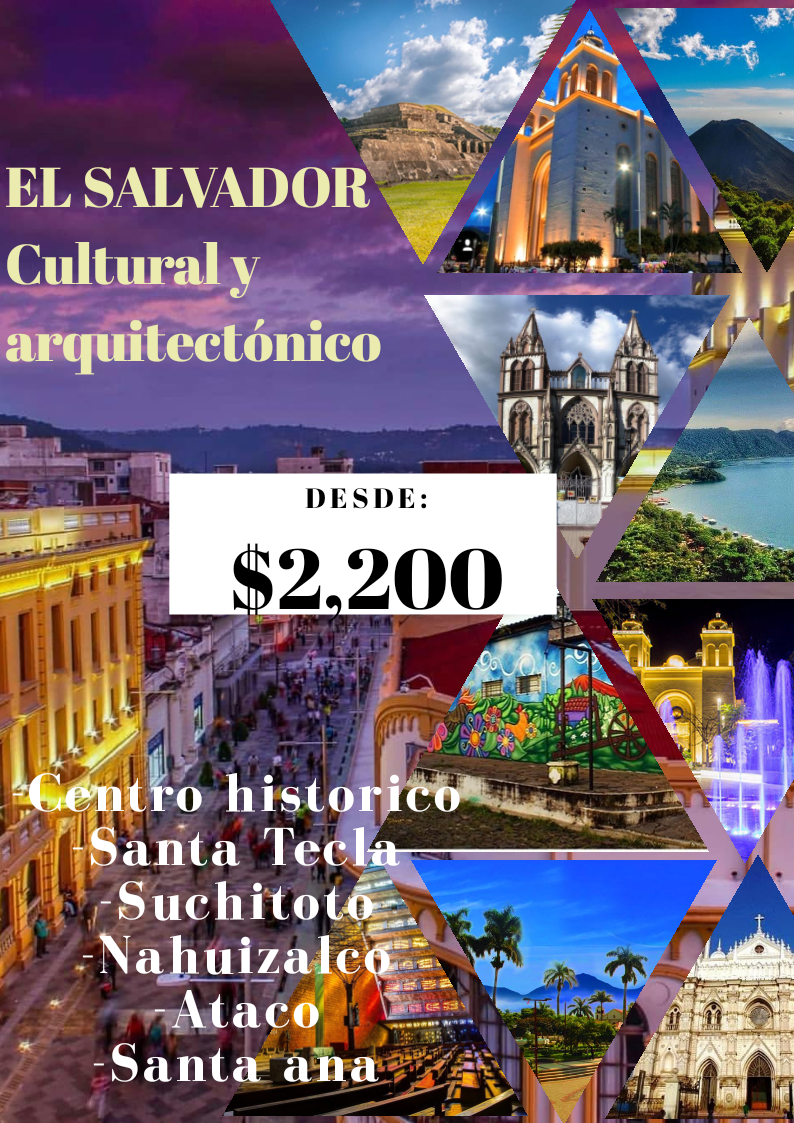 EL SALVADOR
Cultural y
arquitectónico
DESDE:
$2,200
-Centro historico
-Santa Tecla
-Suchitoto
-Nahuizalco
-Ataco
-Santa ana